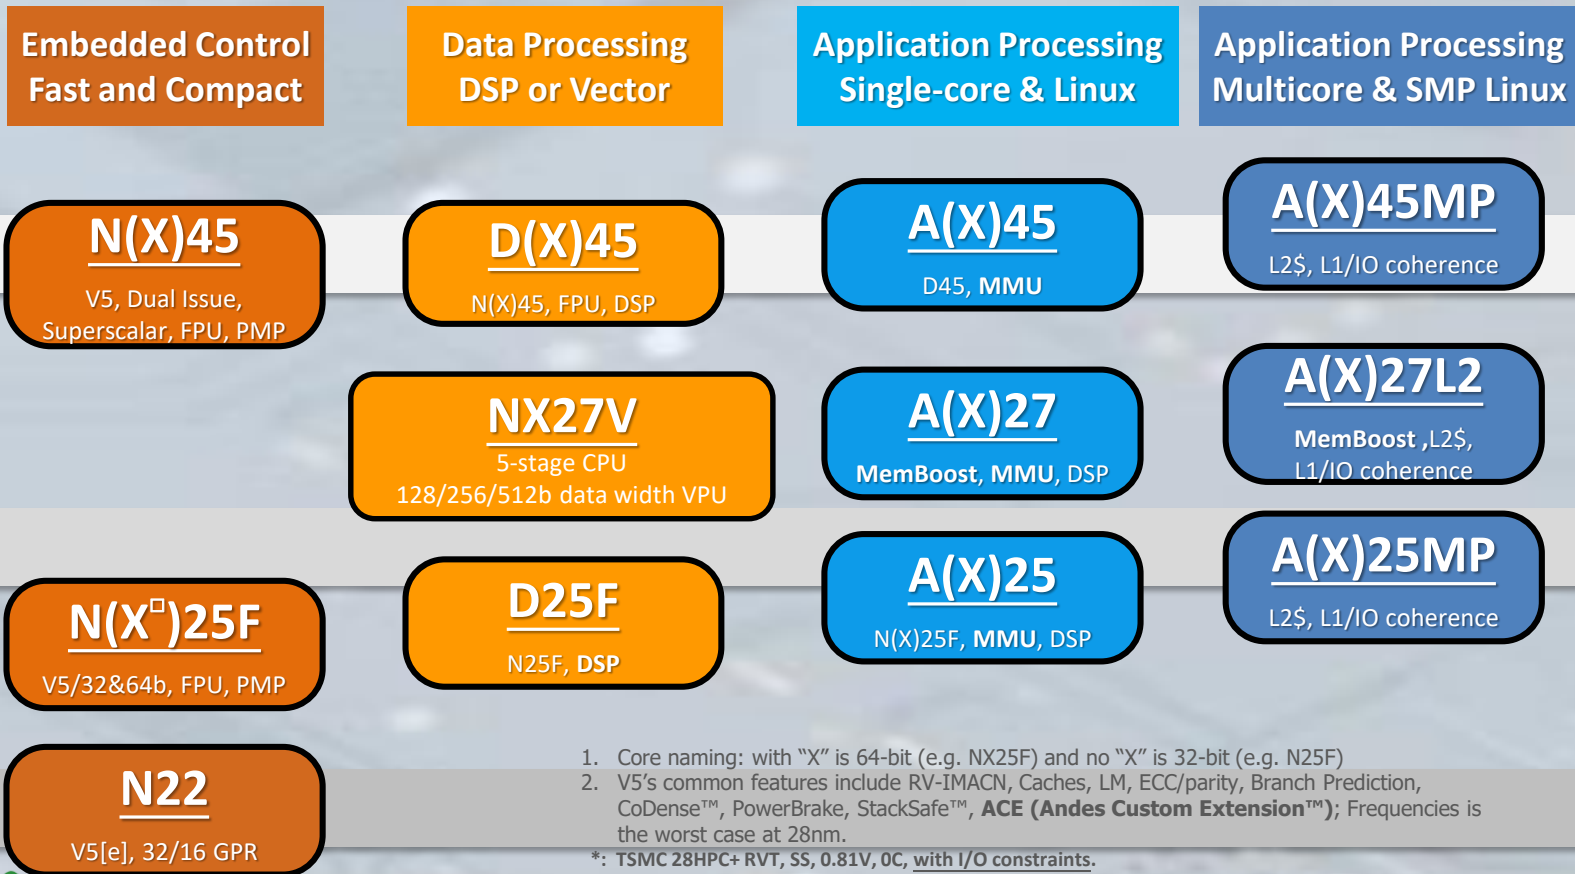 Embedded Control
Fast and Compact
Data Processing
DSP or Vector
Application Processing
Single-core & Linux
Application Processing
Multicore & SMP Linux
N(X)45
V5, Dual Issue,
Superscalar, FPU, PMP
D(X)45
N(X)45, FPU, DSP
A(X)45
D45, MMU
A(X)45MP
L2$, L1/IO coherence
NX27V
5-stage CPU
128/256/512b data width VPU
A(X)27
MemBoost, MMU, DSP
A(X)27L2
MemBoost ,L2$,
L1/IO coherence
N(X□)25F
V5/32&64b, FPU, PMP
D25F
N25F, DSP
A(X)25
N(X)25F, MMU, DSP
A(X)25MP
L2$, L1/IO coherence
N22
V5[e], 32/16 GPR
1. Core naming: with “X” is 64-bit (e.g. NX25F) and no “X” is 32-bit (e.g. N25F)
2. V5’s common features include RV-IMACN, Caches, LM, ECC/parity, Branch Prediction,
CoDense™, PowerBrake, StackSafe™, ACE (Andes Custom Extension™); Frequencies is
the worst case at 28nm.
*: TSMC 28HPC+ RVT, SS, 0.81V, 0C, with I/O constraints.